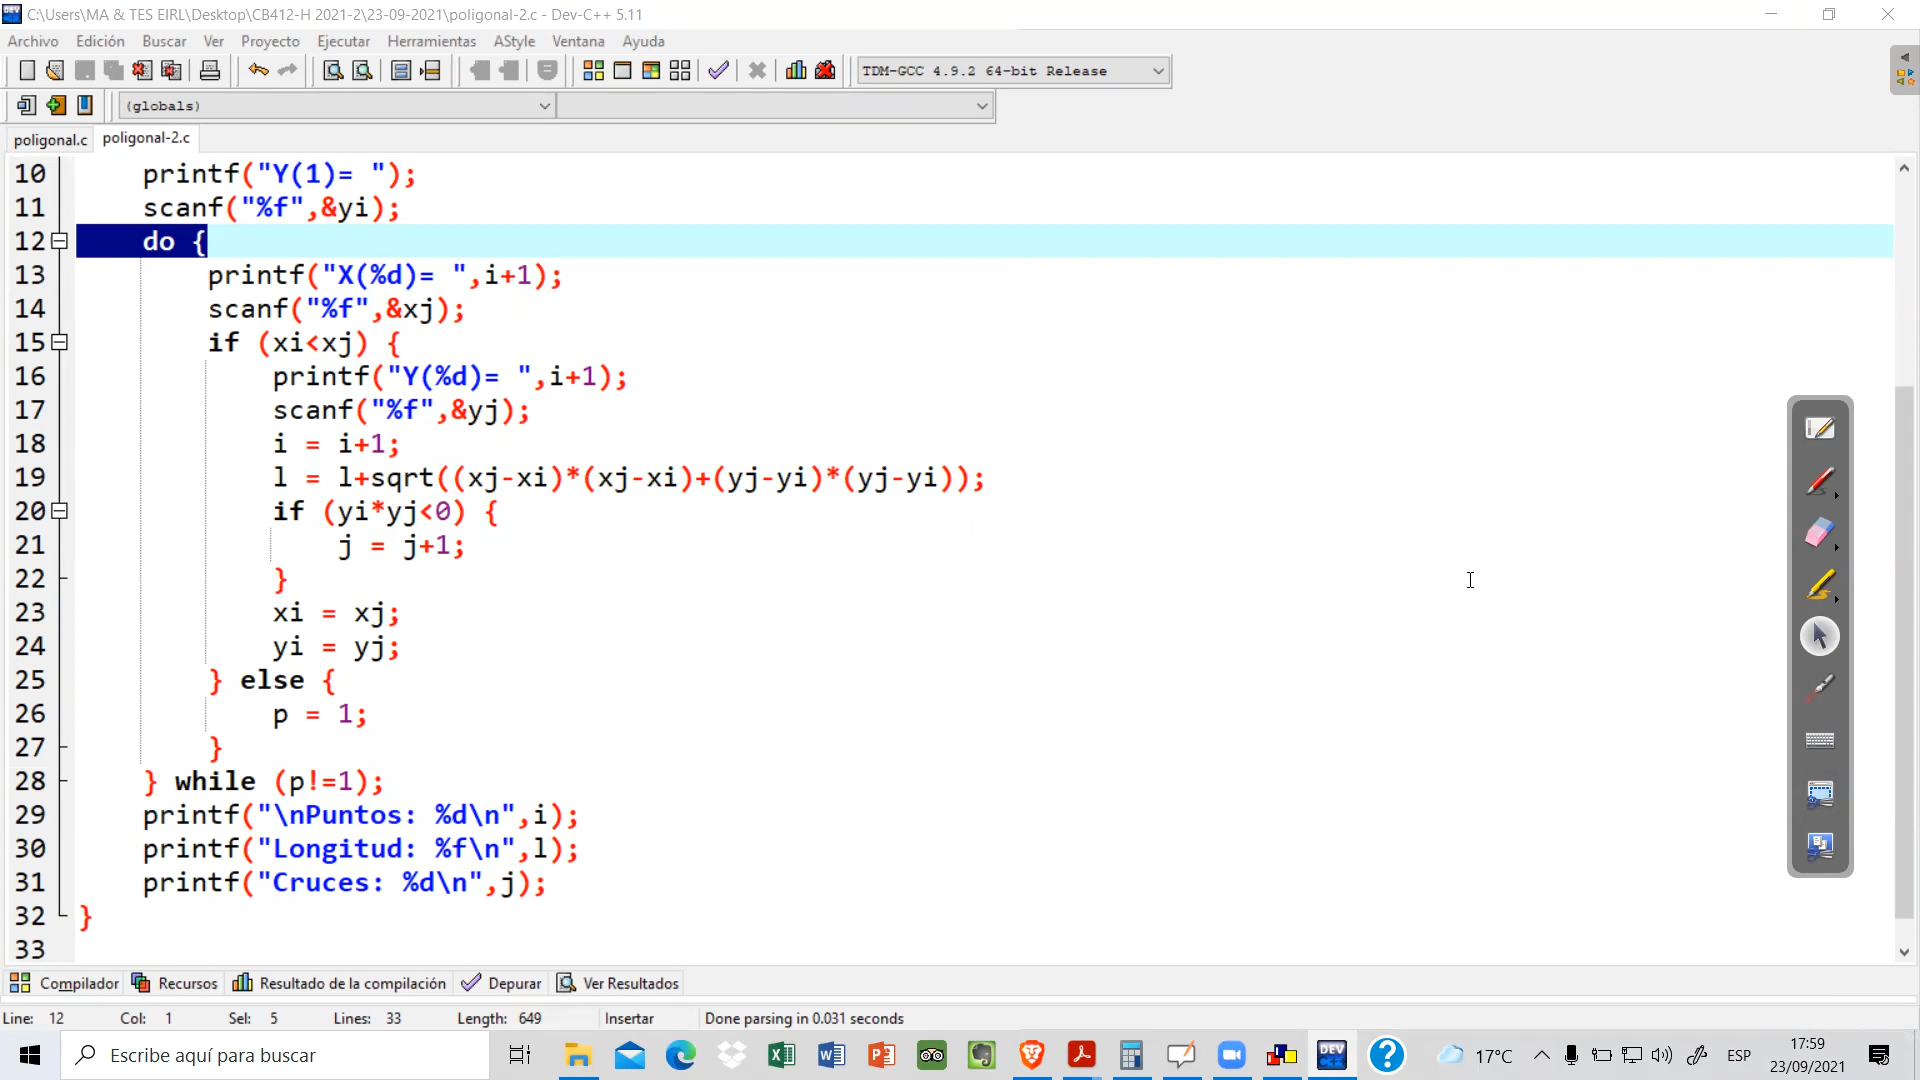 C:\Users\MA & TES EIRL\Desktop\CB412-H 2021-2\23-09-2021\poligonal-2.c - Dev-C++ 5.11
Archivo Edición Buscar Ver Proyecto Ejecutar Herramientas AStyle Ventana Ayuda
TDM-GCC 4.9.2 64-bit Release
(globals)
poligonal.c poligonal-2.c
10 printf("Y(1)= ");
11 scanf("%f",&yi);
12 do {
13 printf("X(%d)= ",i+1);
14 scanf("%f",&xj);
15 if (xi<xj) {
16 printf("Y(%d)= ",i+1);
17 scanf("%f",&yj);
18 i = i+1;
19 l = l+sqrt((xj-xi)*(xj-xi)+(yj-yi)*(yj-yi));
20 if (yi*yj<0) {
21 j = j+1;
22 }
23 xi = xj;
24 yi = yj;
25 } else {
26 p = 1;
27 }
28 } while (p!=1);
29 printf("\nPuntos: %d\n",i);
30 printf("Longitud: %f\n",l);
31 printf("Cruces: %d\n",j);
32 }
33
Compilador Recursos Resultado de la compilación Depurar Ver Resultados
Line: 12 Col: 1 Sel: 5 Lines: 33 Length: 649 Insertar Done parsing in 0.031 seconds
Escribe aquí para buscar
17°C ESP 17:59
23/09/2021